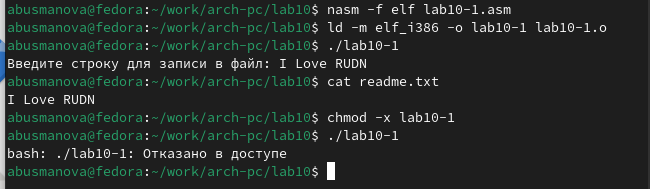 abusmanova@fedora:~/work/arch-pc/lab10$ nasm -f elf lab10-1.asm
abusmanova@fedora:~/work/arch-pc/lab10$ ld -m elf_i386 -o lab10-1 lab10-1.o
abusmanova@fedora:~/work/arch-pc/lab10$ ./lab10-1
Введите строку для записи в файл: I Love RUDN
abusmanova@fedora:~/work/arch-pc/lab10$ cat readme.txt
I Love RUDN
abusmanova@fedora:~/work/arch-pc/lab10$ chmod -x lab10-1
abusmanova@fedora:~/work/arch-pc/lab10$ ./lab10-1
bash: ./lab10-1: Отказано в доступе
abusmanova@fedora:~/work/arch-pc/lab10$